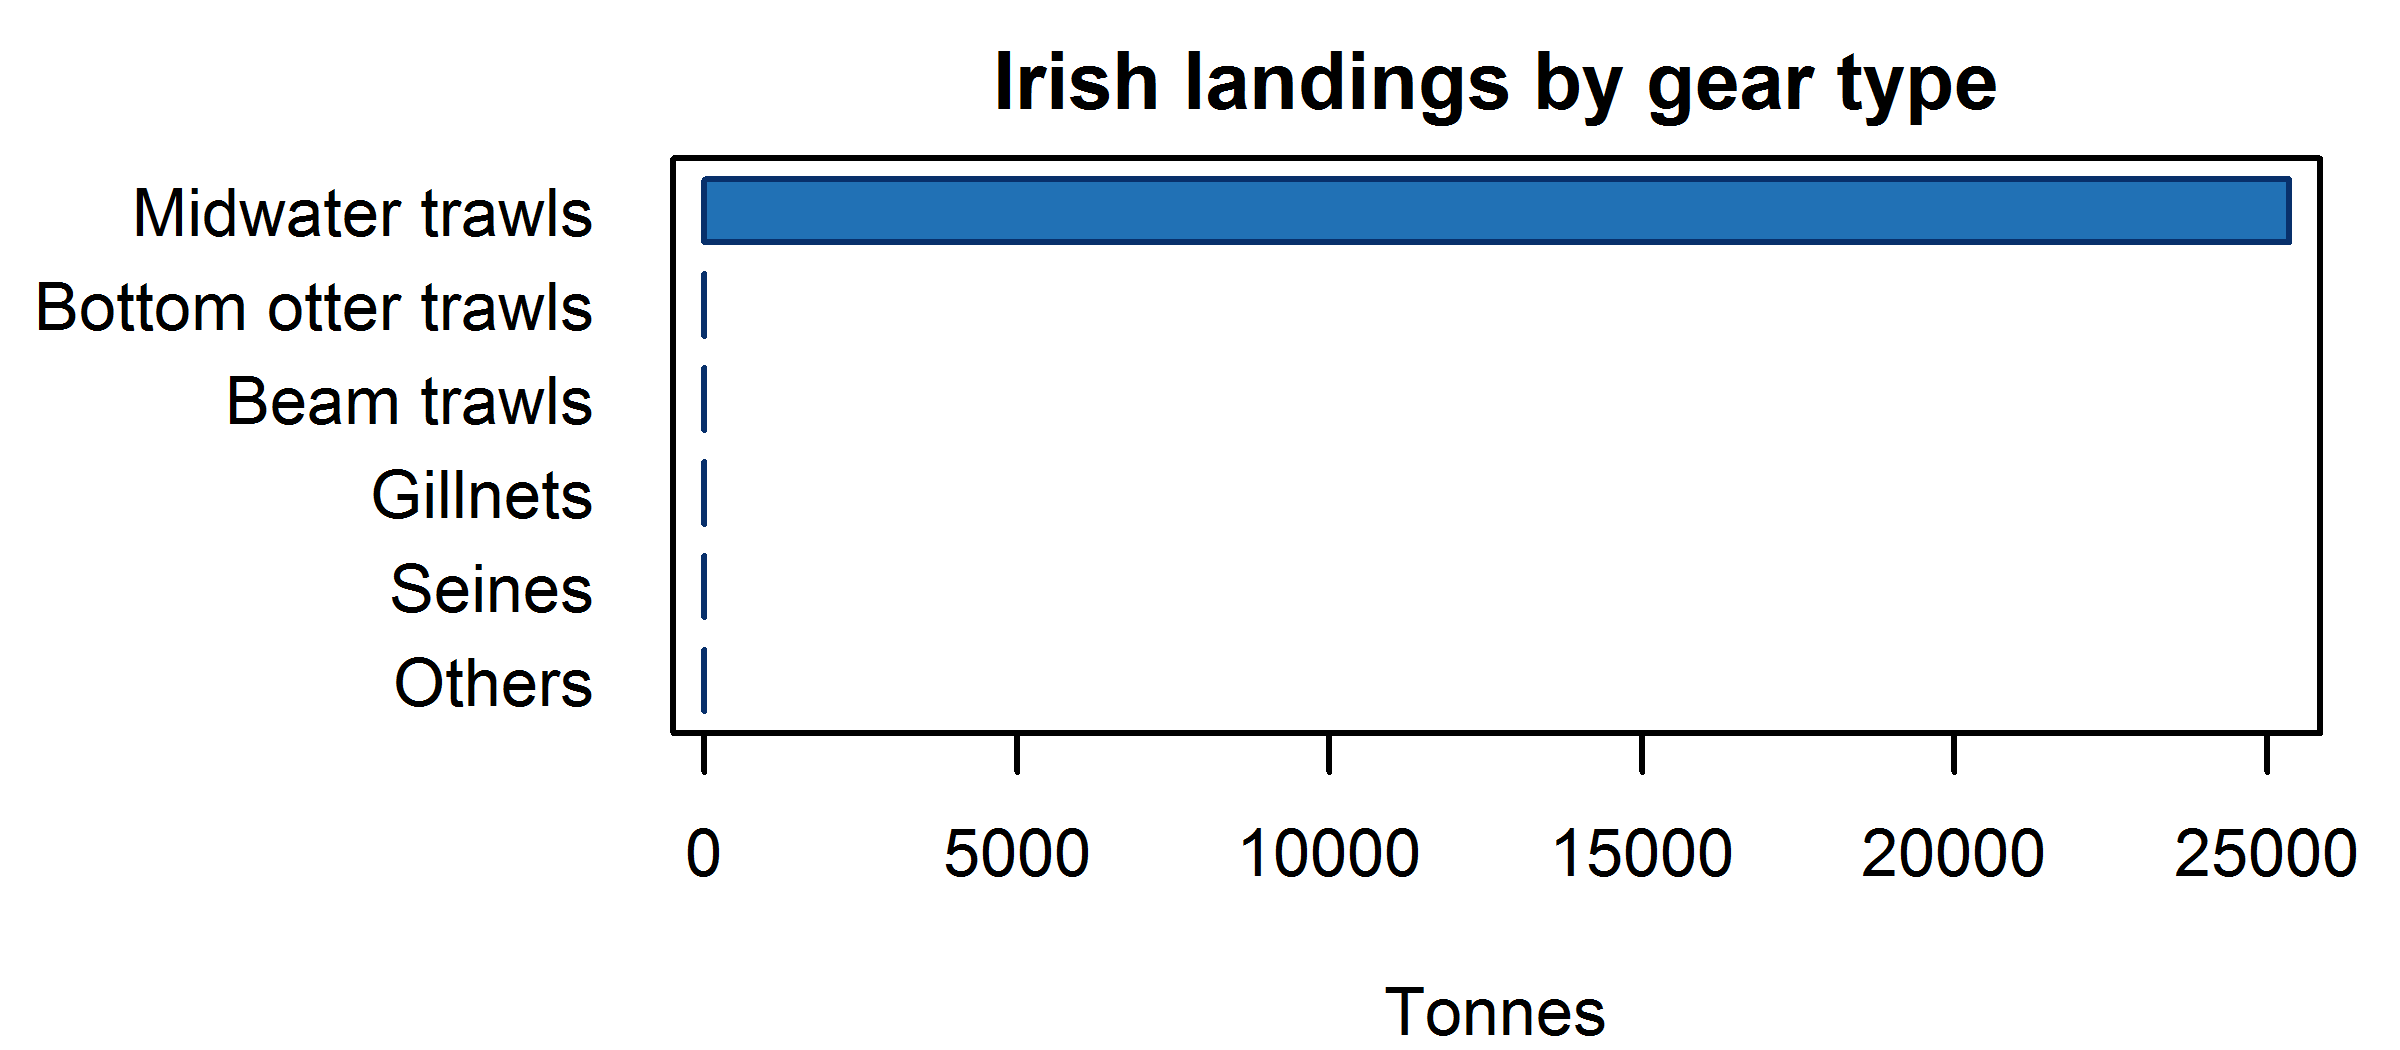 Irish landings by gear type
Midwater trawls
Bottom otter trawls
Beam trawls
Gillnets
Seines
Others
0 5000 10000 15000 20000 25000
Tonnes